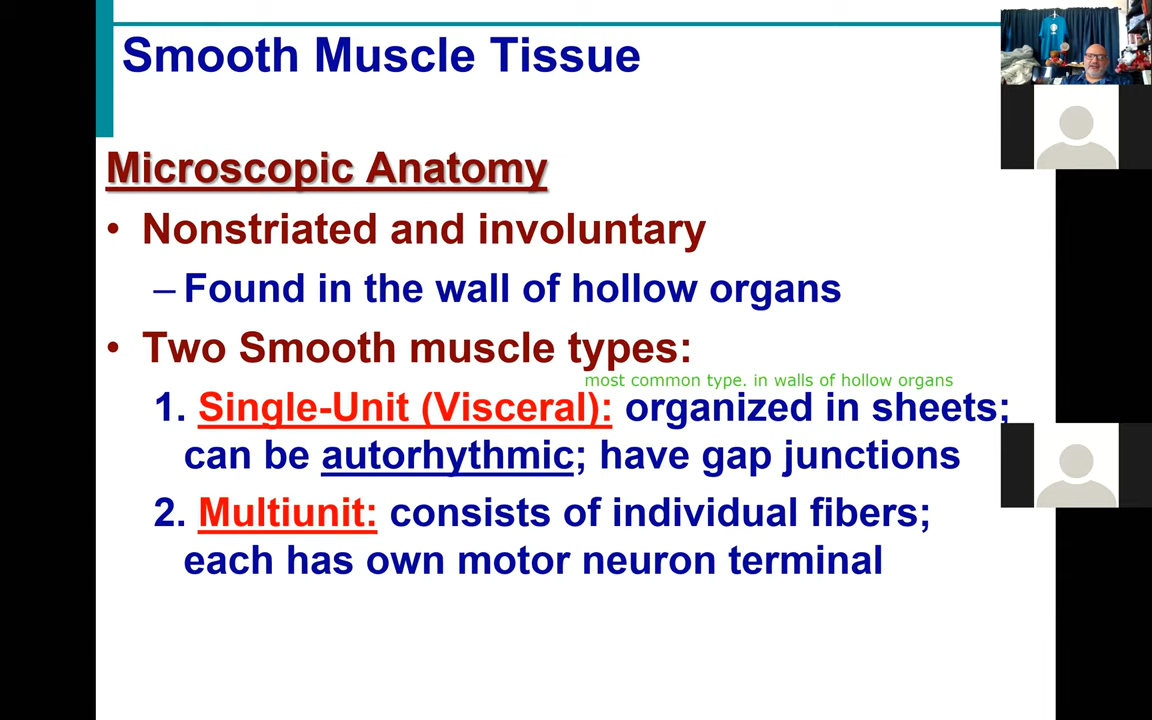 Smooth Muscle Tissue
Microscopic Anatomy
• Nonstriated and involuntary
– Found in the wall of hollow organs
• Two Smooth muscle types:
most common type. in walls of hollow organs
1. Single-Unit (Visceral): organized in sheets;
can be autorhythmic; have gap junctions
2. Multiunit: consists of individual fibers;
each has own motor neuron terminal